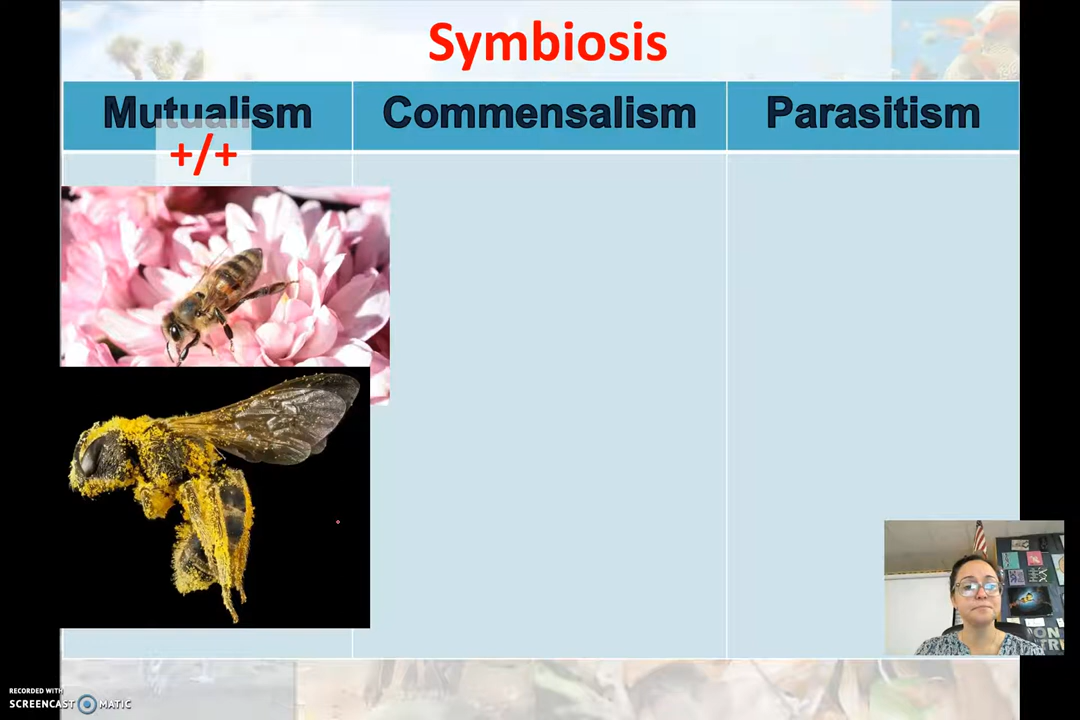 Symbiosis
Mutualism Commensalism Parasitism
+/+
RECORDED WITH
SCREENCAST MATIC